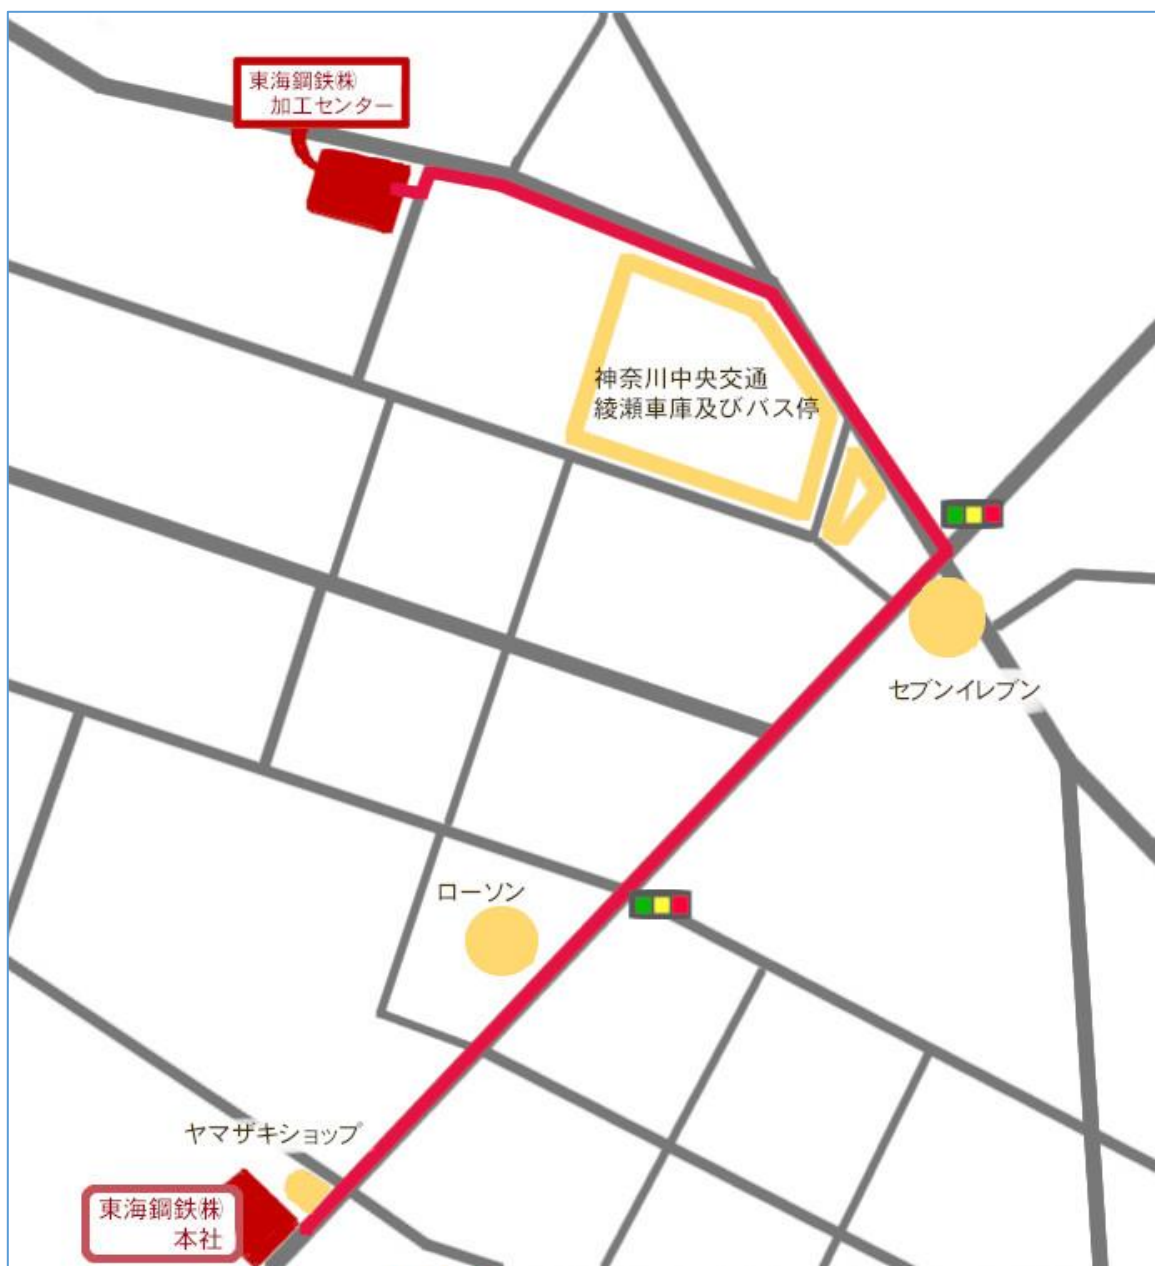 東海鋼鉄㈱
加工センター
神奈川中央交通
綾瀬車庫及びバス停
セブンイレブン
ローソン
ヤマザキショップ
東海鋼鉄㈱
本社